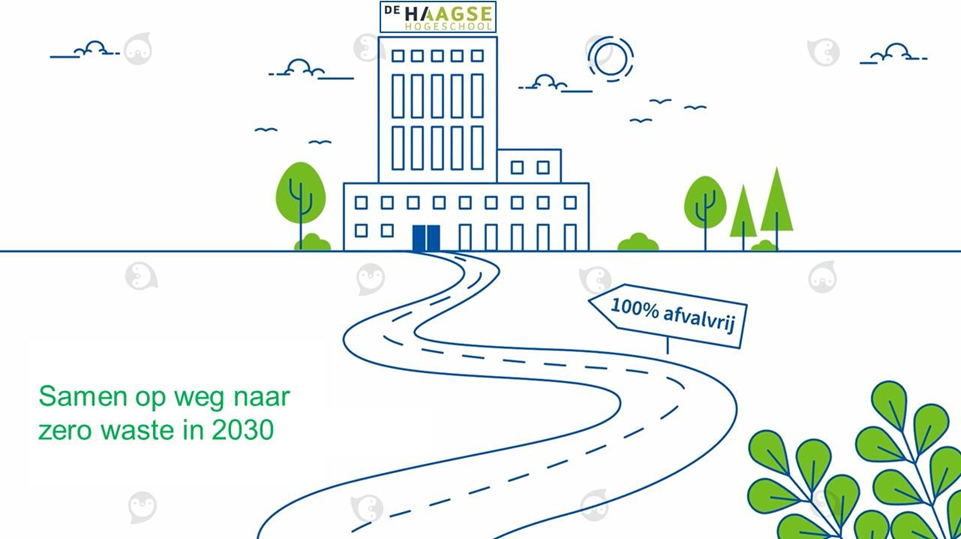 DE HAAGSE
HOGESCHOOL
100% afvalvrij
Samen op weg naar
zero waste in 2030